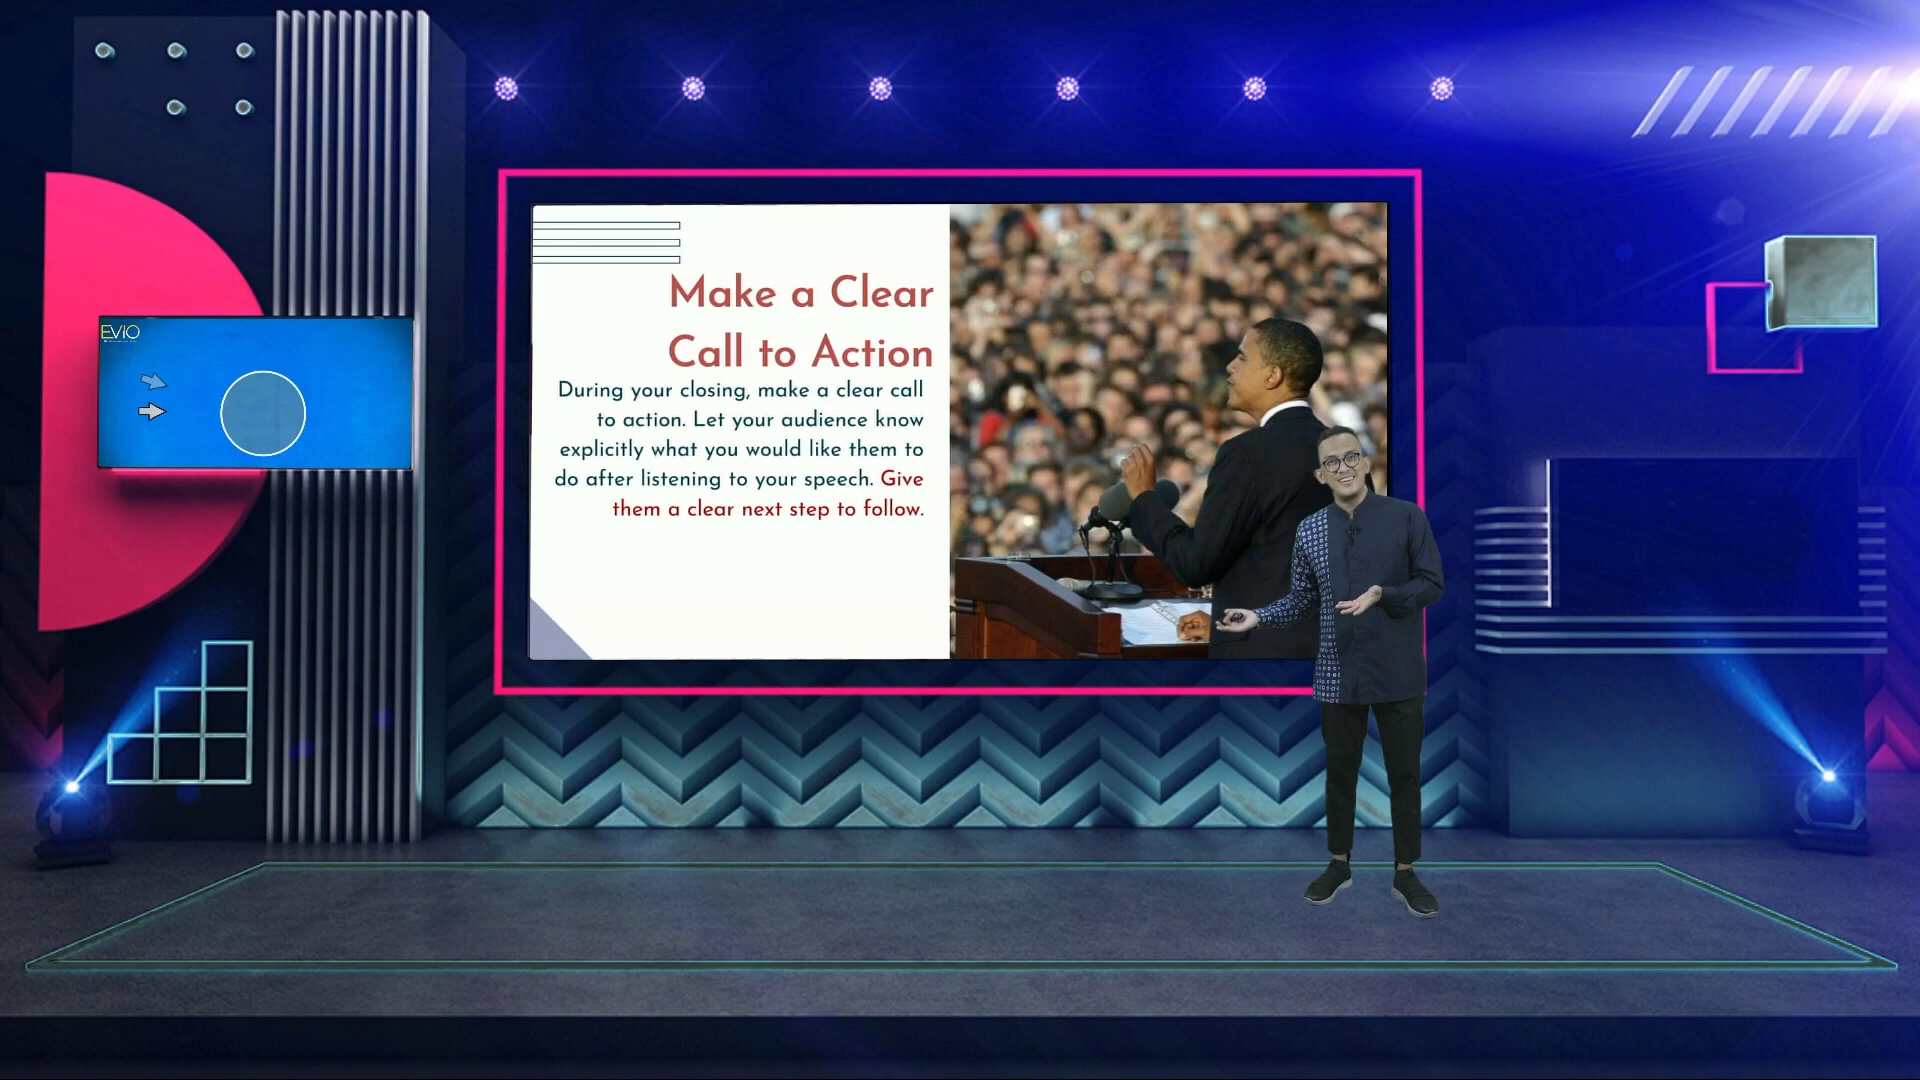 EVIO
Make a Clear
Call to Action
During your closing, make a clear call
to action. Let your audience know
explicitly what you would like them to
do after listening to your speech. Give
them a clear next step to follow.